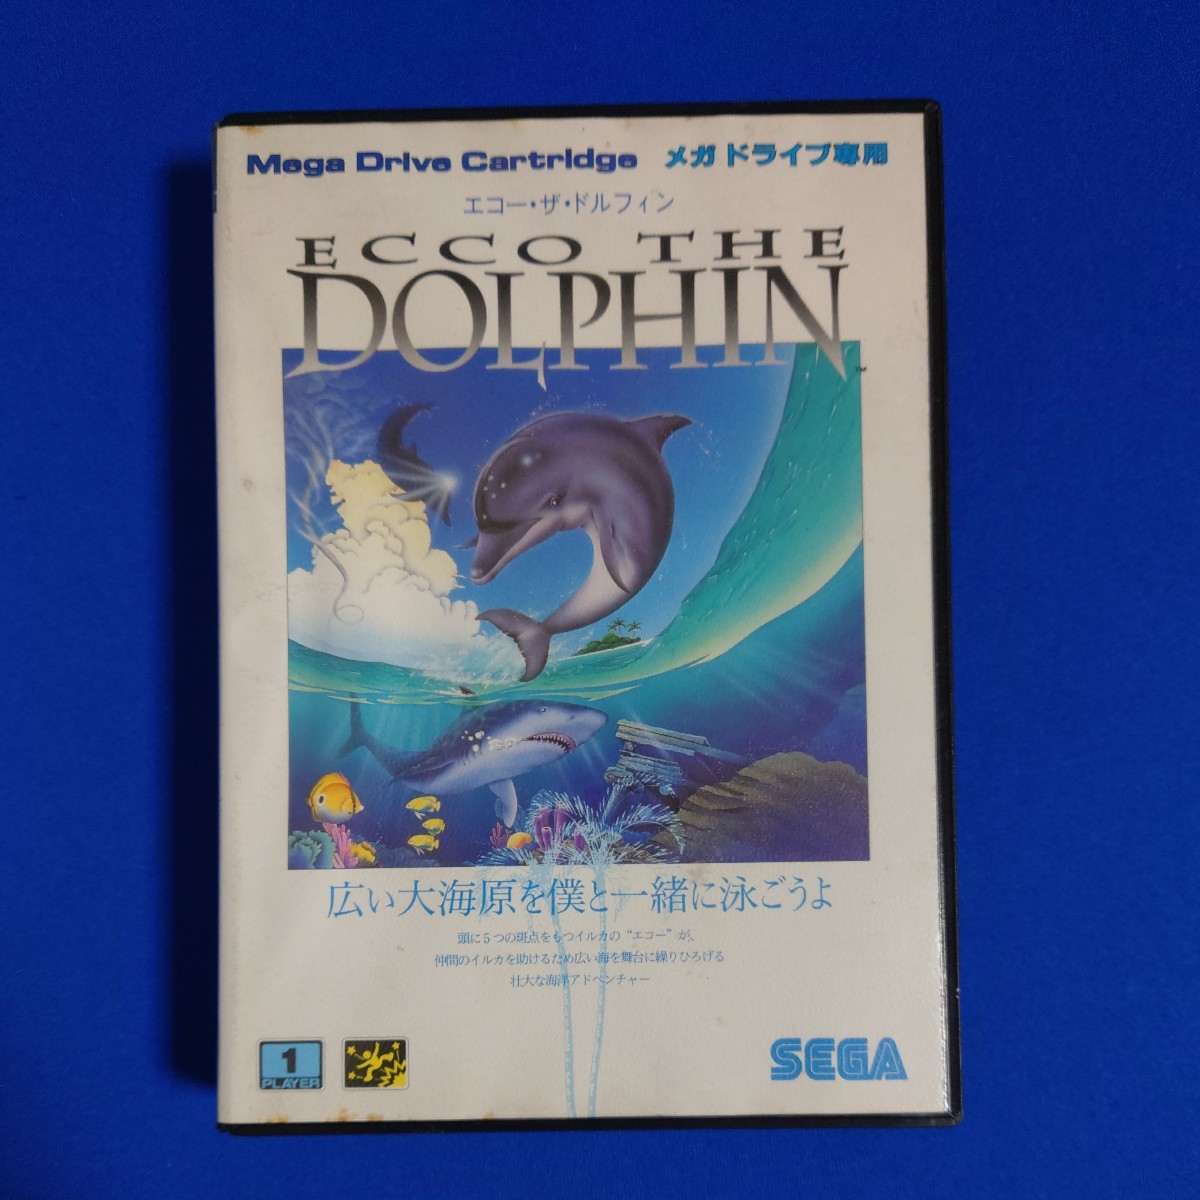 Mega Drive Cartridge メガドライブ専用
エコー・ザ・ドルフィン
ECCO THE
DOLPHIN™
広い大海原を僕と一緒に泳ごうよ
頭に5つの斑点をもつイルカの“エコー”が、
仲間のイルカを助けるため広い海を舞台に繰りひろげる
壮大な海洋アドベンチャー
1
PLAYER
SEGA